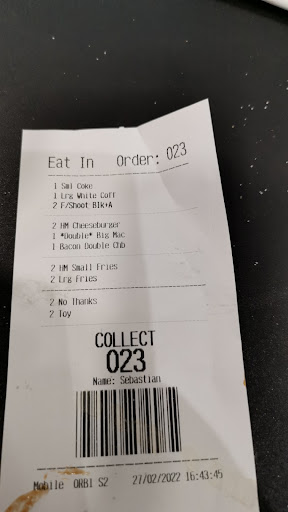 Eat In Order: 023
1 Sml Coke
1 Lrg White Coff
2 F/Shoot Blk+A
2 HM Cheeseburger
1 *Double* Big Mac
1 Bacon Double Chb
2 HM Small Fries
2 Lrg Fries
2 No Thanks
2 Toy
COLLECT
023
Name: Sebastian
Mobile ORB1 S2 27/02/2022 16:43:45